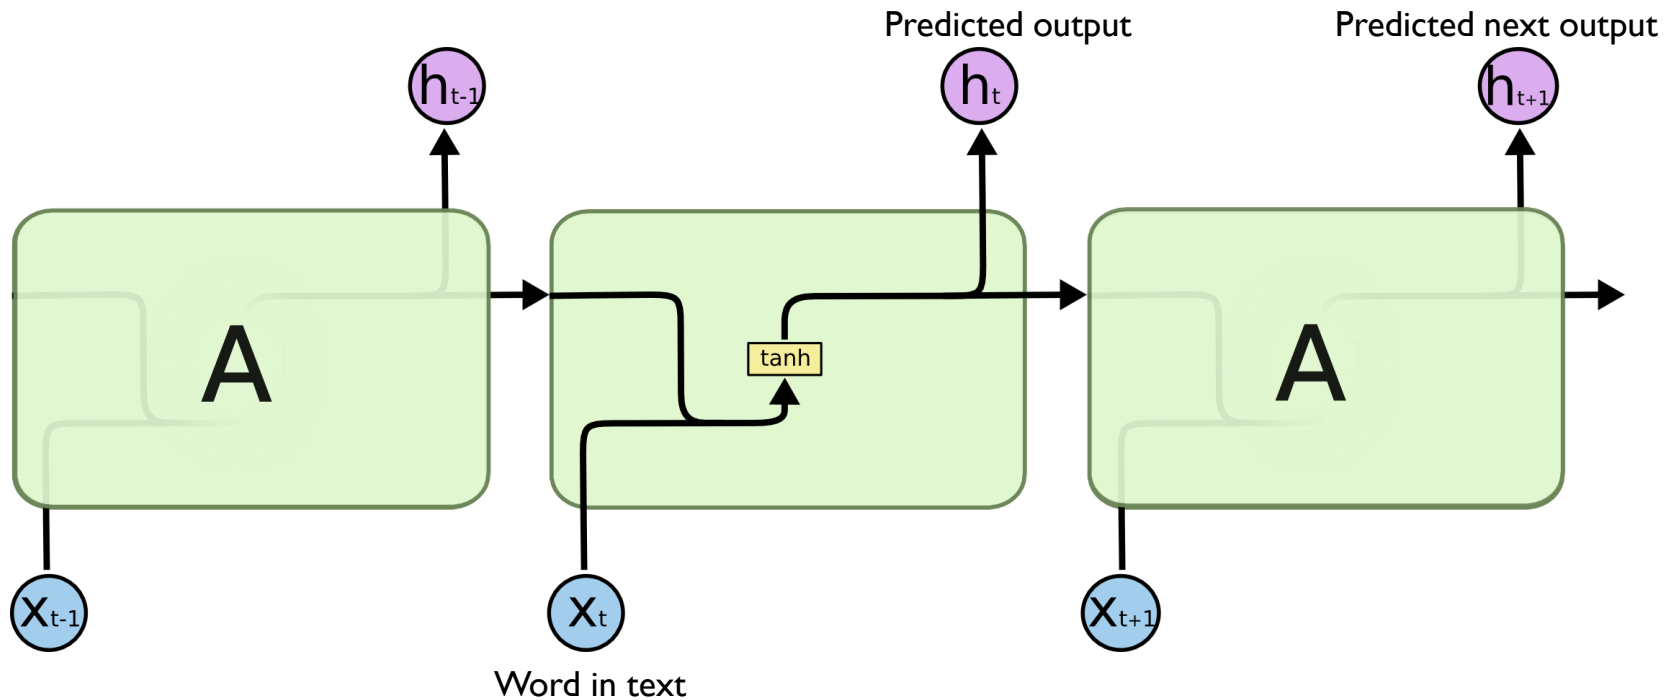 Predicted output
Predicted next output
ht-1
ht
ht+1
A
tanh
A
xt-1
xt
xt+1
Word in text